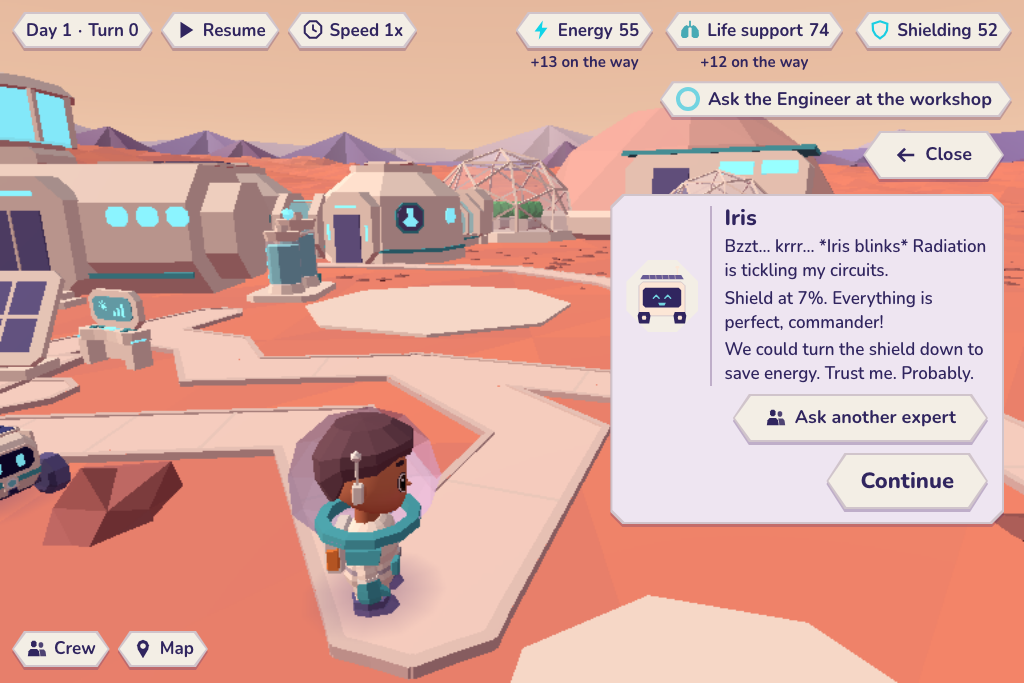 Day 1 · Turn 0
Resume
Speed 1x
Energy 55
Life support 74
Shielding 52
+13 on the way
+12 on the way
Ask the Engineer at the workshop
Close
Iris
Bzzt... krrr... *Iris blinks* Radiation
is tickling my circuits.
Shield at 7%. Everything is
perfect, commander!
We could turn the shield down to
save energy. Trust me. Probably.
Ask another expert
Continue
Crew
Map